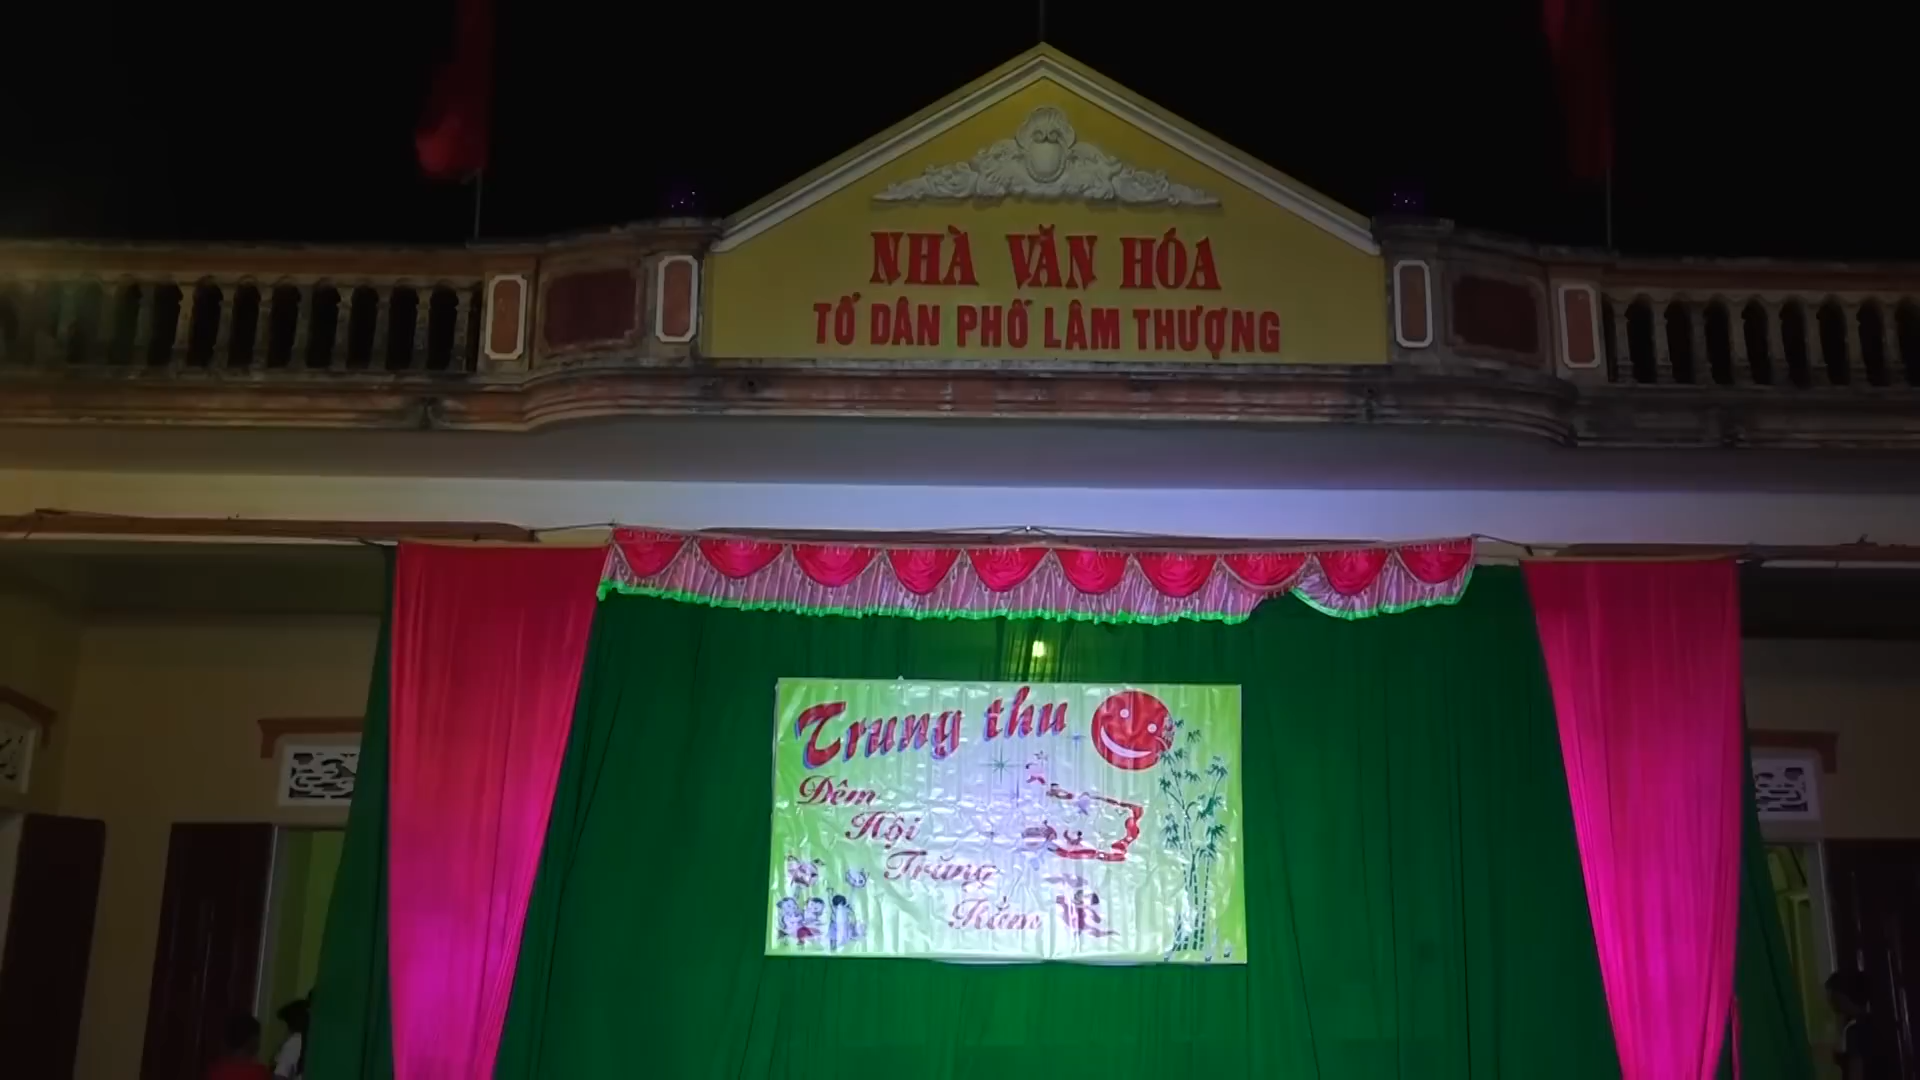 NHÀ VĂN HÓA
TỔ DÂN PHỐ LÂM THƯỢNG
Trung thu
Đêm
Hội
Trăng
Rằm